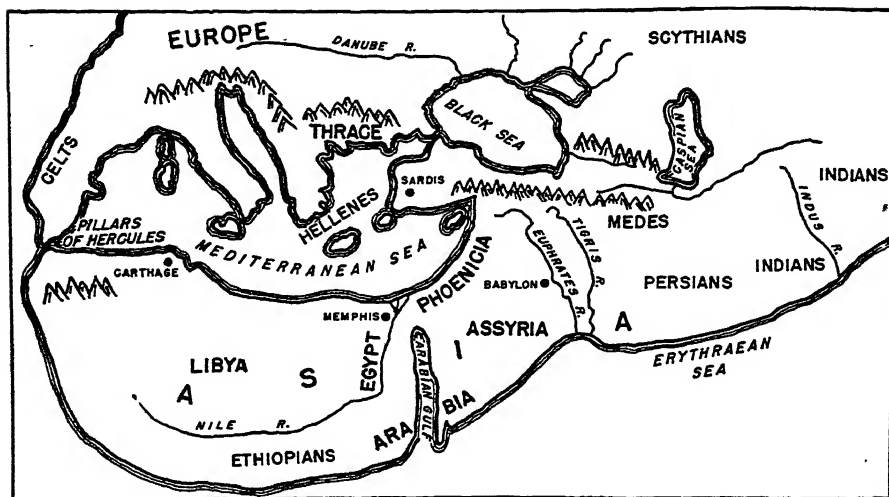 EUROPE
DANUBE R.
SCYTHIANS
BLACK SEA
THRACE
CASPIAN
SEA
CELTS
SARDIS
INDIANS
HELLENES
MEDES
INDUS R.
PILLARS
OF HERCULES
MEDITERRANEAN SEA
CARTHAGE
PHOENICIA
EUPHRATES R.
TIGRIS R.
BABYLON
PERSIANS
INDIANS
MEMPHIS
ASSYRIA
A
ERYTHRAEAN
SEA
LIBYA
EGYPT
ARABIAN GULF
I
A
S
NILE R.
ARA BIA
ETHIOPIANS